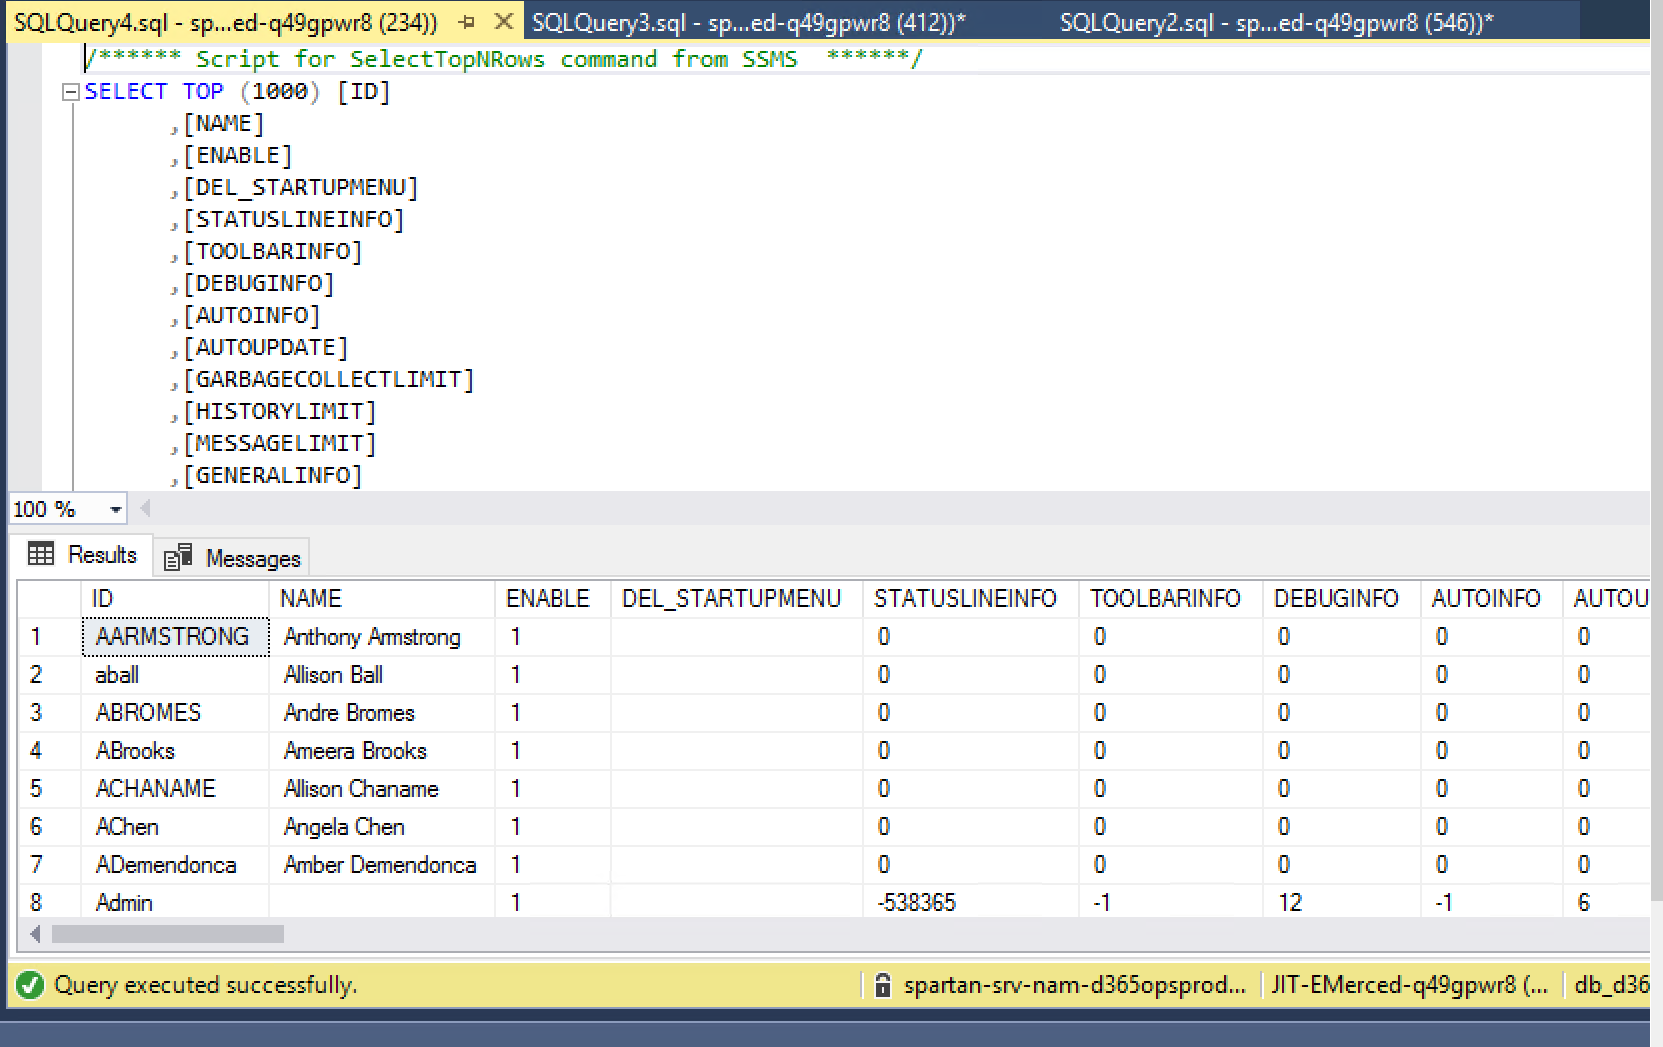 SQLQuery4.sql - sp...ed-q49gpwr8 (234)) SQLQuery3.sql - sp...ed-q49gpwr8 (412))* SQLQuery2.sql - sp...ed-q49gpwr8 (546))*
/****** Script for SelectTopNRows command from SSMS ******/
SELECT TOP (1000) [ID]
,[NAME]
,[ENABLE]
,[DEL_STARTUPMENU]
,[STATUSLINEINFO]
,[TOOLBARINFO]
,[DEBUGINFO]
,[AUTOINFO]
,[AUTOUPDATE]
,[GARBAGECOLLECTLIMIT]
,[HISTORYLIMIT]
,[MESSAGELIMIT]
,[GENERALINFO]
100 %
Results Messages
ID NAME ENABLE DEL_STARTUPMENU STATUSLINEINFO TOOLBARINFO DEBUGINFO AUTOINFO AUTOU
1 AARMSTRONG Anthony Armstrong 1 0 0 0 0 0
2 aball Allison Ball 1 0 0 0 0 0
3 ABROMES Andre Bromes 1 0 0 0 0 0
4 ABrooks Ameera Brooks 1 0 0 0 0 0
5 ACHANAME Allison Chaname 1 0 0 0 0 0
6 AChen Angela Chen 1 0 0 0 0 0
7 ADemendonca Amber Demendonca 1 0 0 0 0 0
8 Admin 1 -538365 -1 12 -1 6
Query executed successfully. spartan-srv-nam-d365opsprod... JIT-EMerced-q49gpwr8 (... db_d36